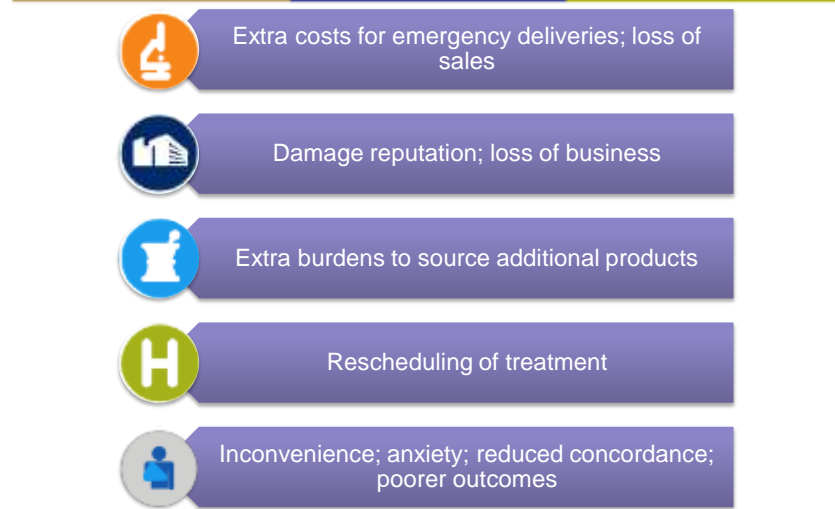 Extra costs for emergency deliveries; loss of
sales
Damage reputation; loss of business
Extra burdens to source additional products
H
Rescheduling of treatment
Inconvenience; anxiety; reduced concordance;
poorer outcomes